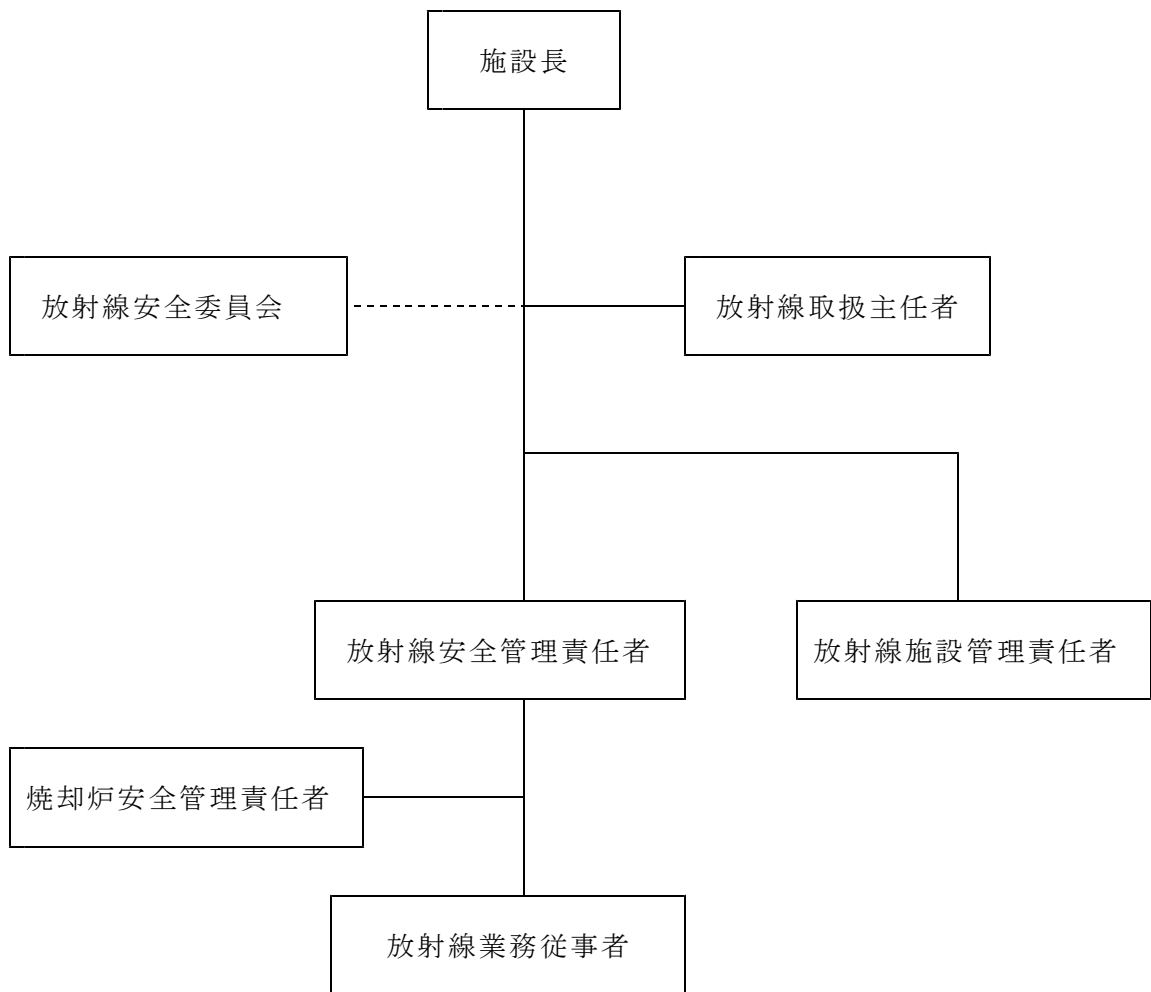 施設長
放射線安全委員会
放射線取扱主任者
放射線安全管理責任者
放射線施設管理責任者
焼却炉安全管理責任者
放射線業務従事者